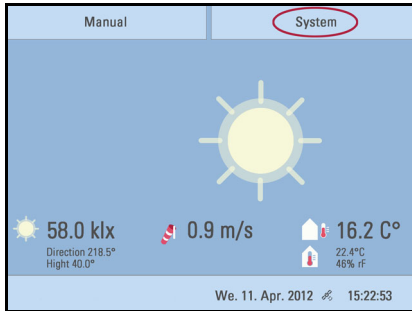 Manual
System
58.0 klx
Direction 218.5°
Hight 40.0°
0.9 m/s
16.2 C°
22.4°C
46% rF
We. 11. Apr. 2012 15:22:53